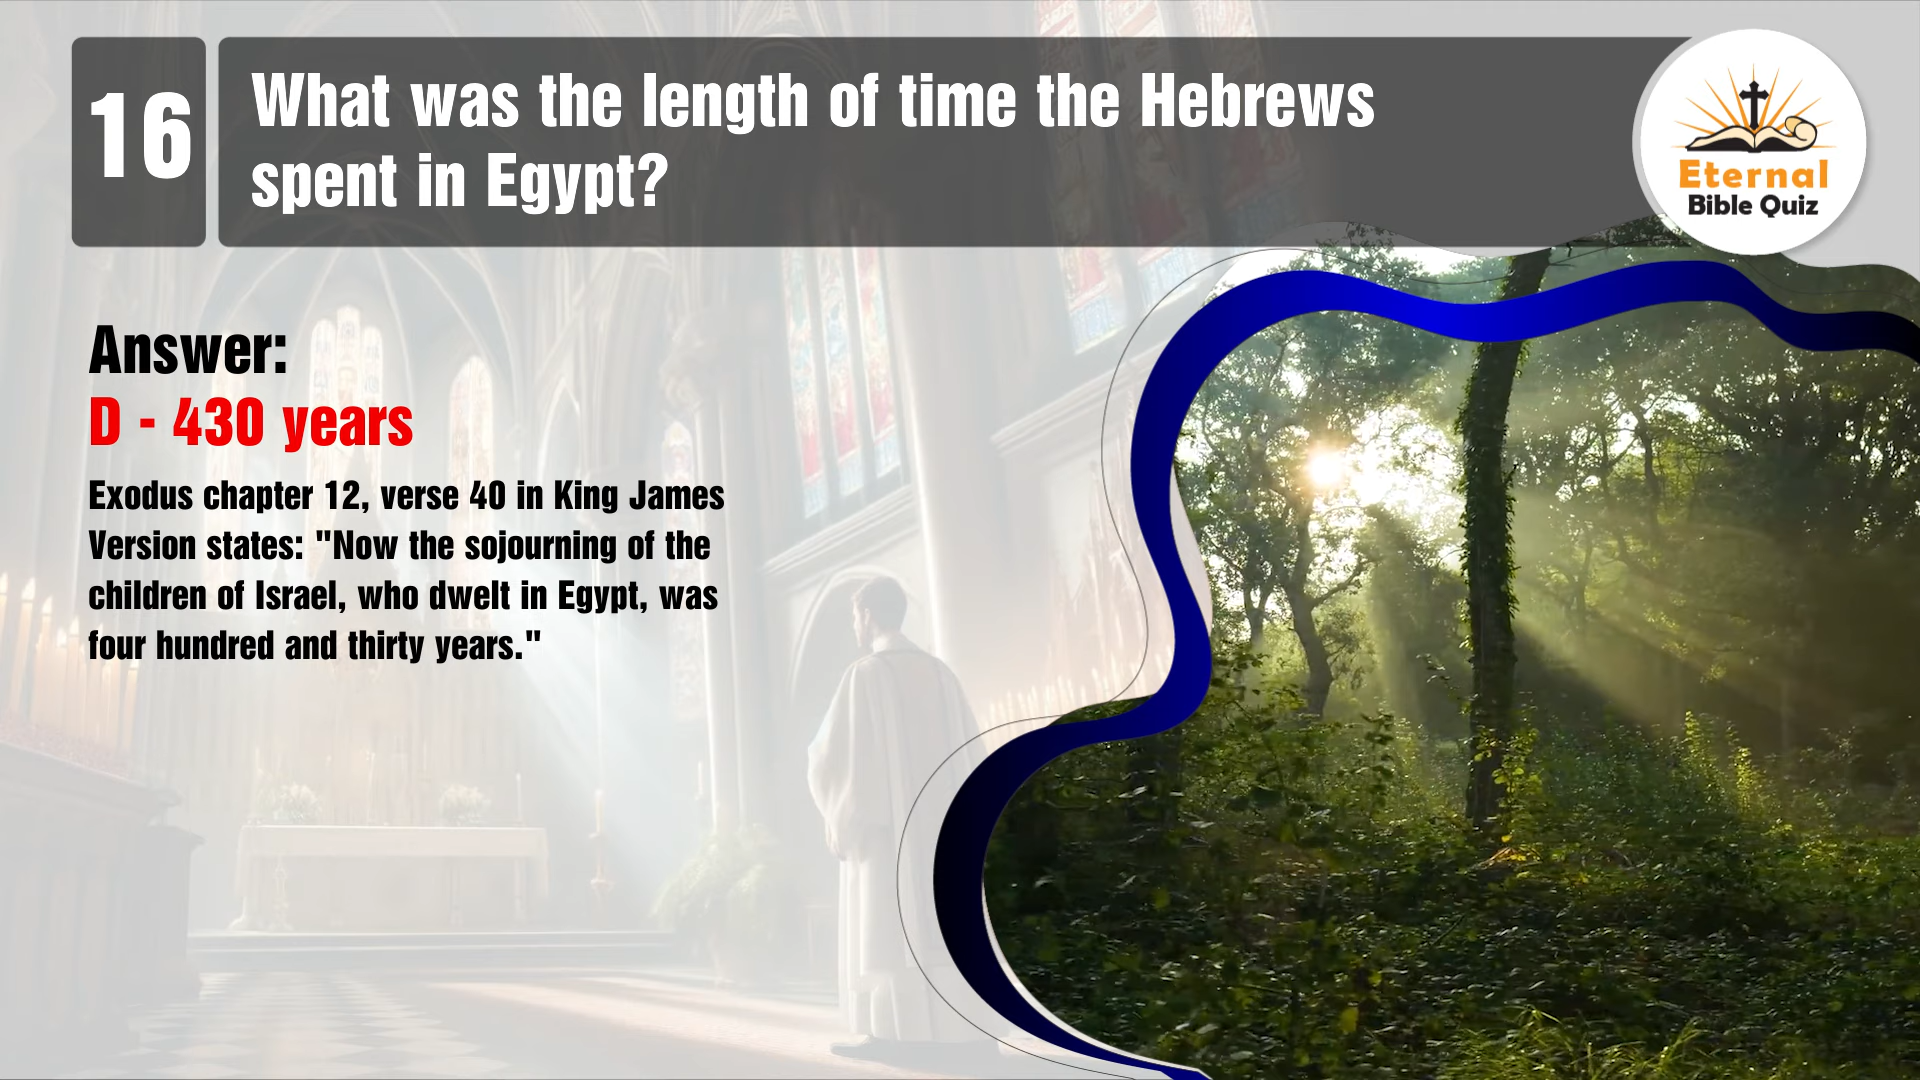 16
What was the length of time the Hebrews
spent in Egypt?
Eternal
Bible Quiz
Answer:
D - 430 years
Exodus chapter 12, verse 40 in King James
Version states: "Now the sojourning of the
children of Israel, who dwelt in Egypt, was
four hundred and thirty years."